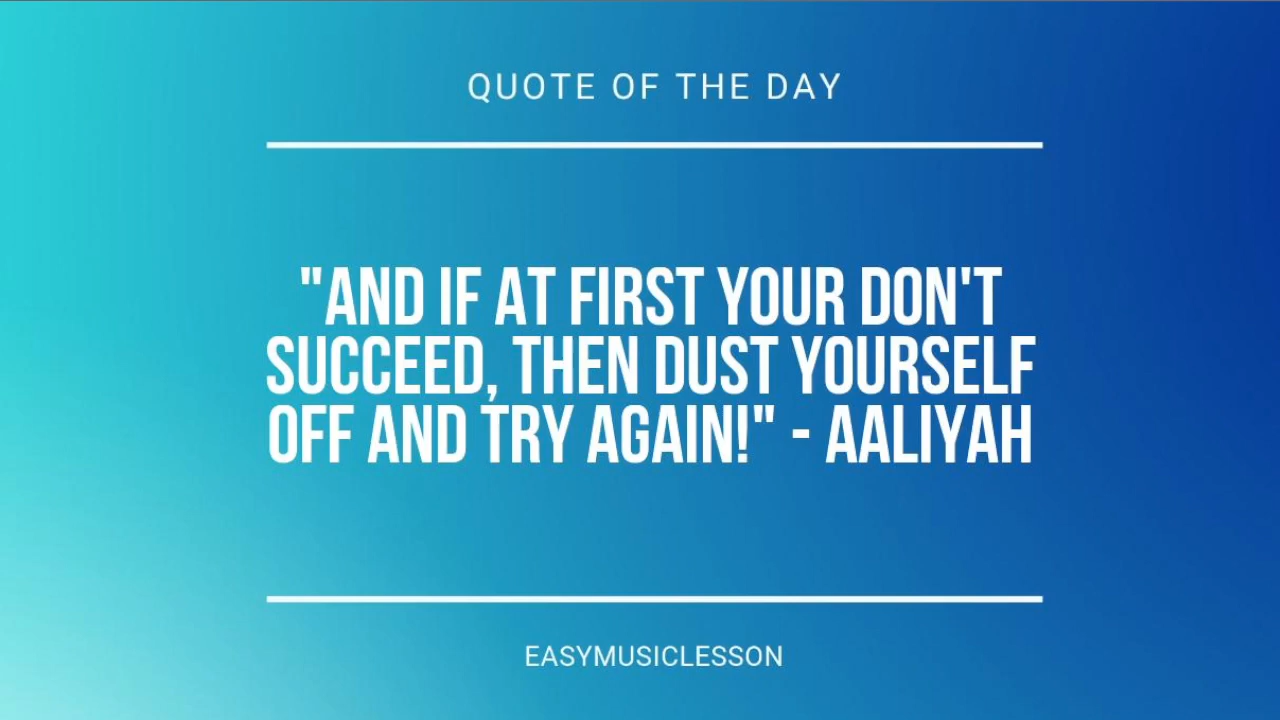 QUOTE OF THE DAY
"AND IF AT FIRST YOUR DON'T
SUCCEED, THEN DUST YOURSELF
OFF AND TRY AGAIN!" - AALIYAH
EASYMUSICLESSON